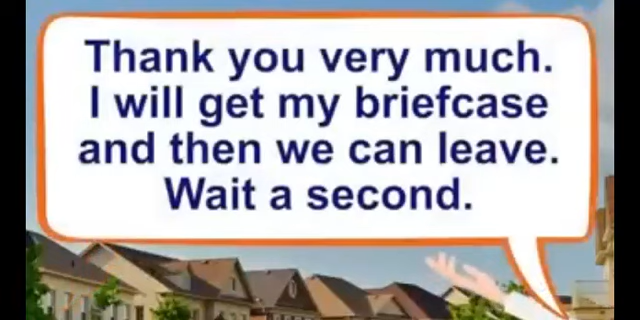 Thank you very much.
I will get my briefcase
and then we can leave.
Wait a second.